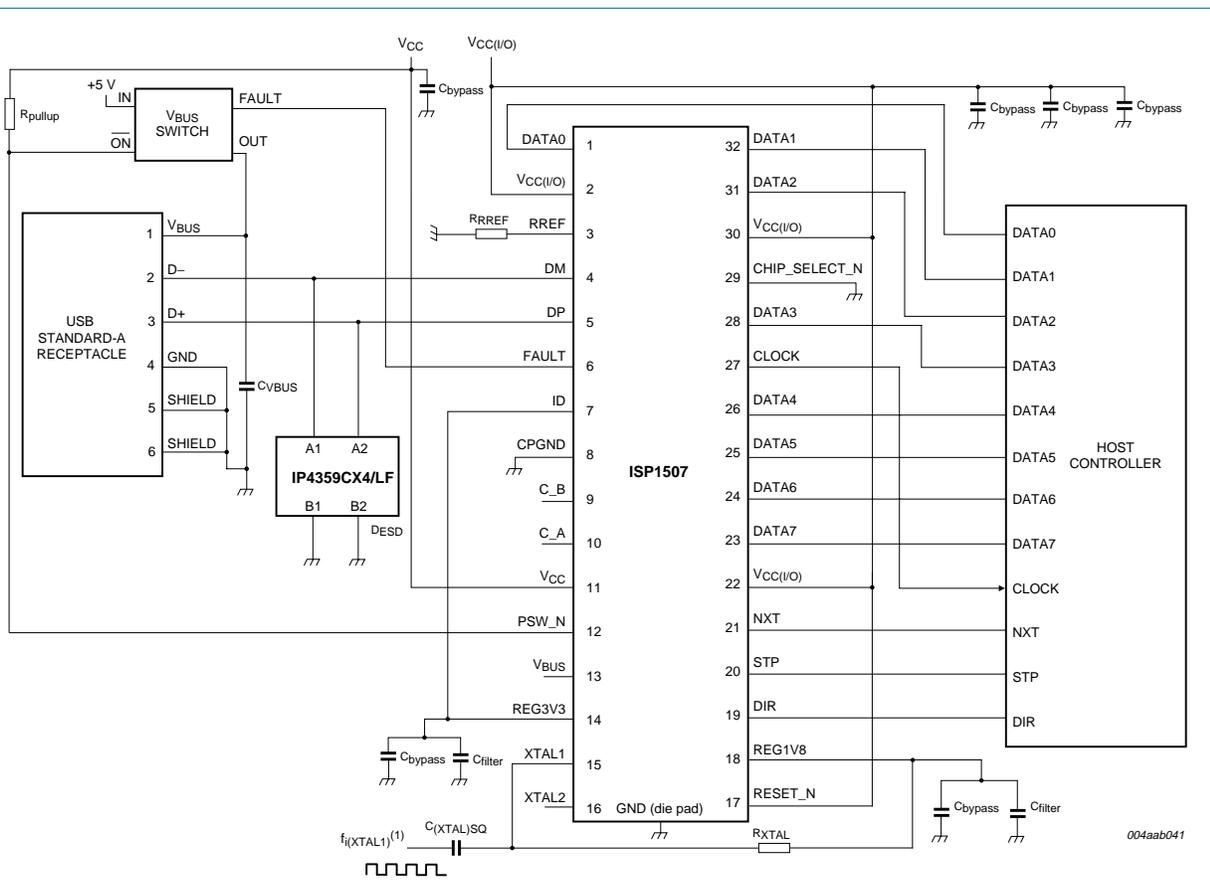 VCC
VCC(I/O)
Cbypass
Cbypass
Cbypass
Cbypass
Rpullup
+5 V
IN
ON
VBUS
SWITCH
FAULT
OUT
USB
STANDARD-A
RECEPTACLE
1
VBUS
2
D−
3
D+
4
GND
5
SHIELD
6
SHIELD
CVBUS
A1
A2
IP4359CX4/LF
B1
B2
DESD
RRREF
DATA0
1
VCC(I/O)
2
RREF
3
DM
4
DP
5
FAULT
6
ID
7
CPGND
8
C_B
9
C_A
10
VCC
11
PSW_N
12
VBUS
13
REG3V3
14
XTAL1
15
XTAL2
16
ISP1507
GND (die pad)
32
DATA1
31
DATA2
30
VCC(I/O)
29
CHIP_SELECT_N
28
DATA3
27
CLOCK
26
DATA4
25
DATA5
24
DATA6
23
DATA7
22
VCC(I/O)
21
NXT
20
STP
19
DIR
18
REG1V8
17
RESET_N
DATA0
DATA1
DATA2
DATA3
DATA4
DATA5
DATA6
DATA7
CLOCK
NXT
STP
DIR
HOST
CONTROLLER
Cbypass
Cfilter
fi(XTAL1)(1)
C(XTAL)SQ
RXTAL
Cbypass
Cfilter
004aab041